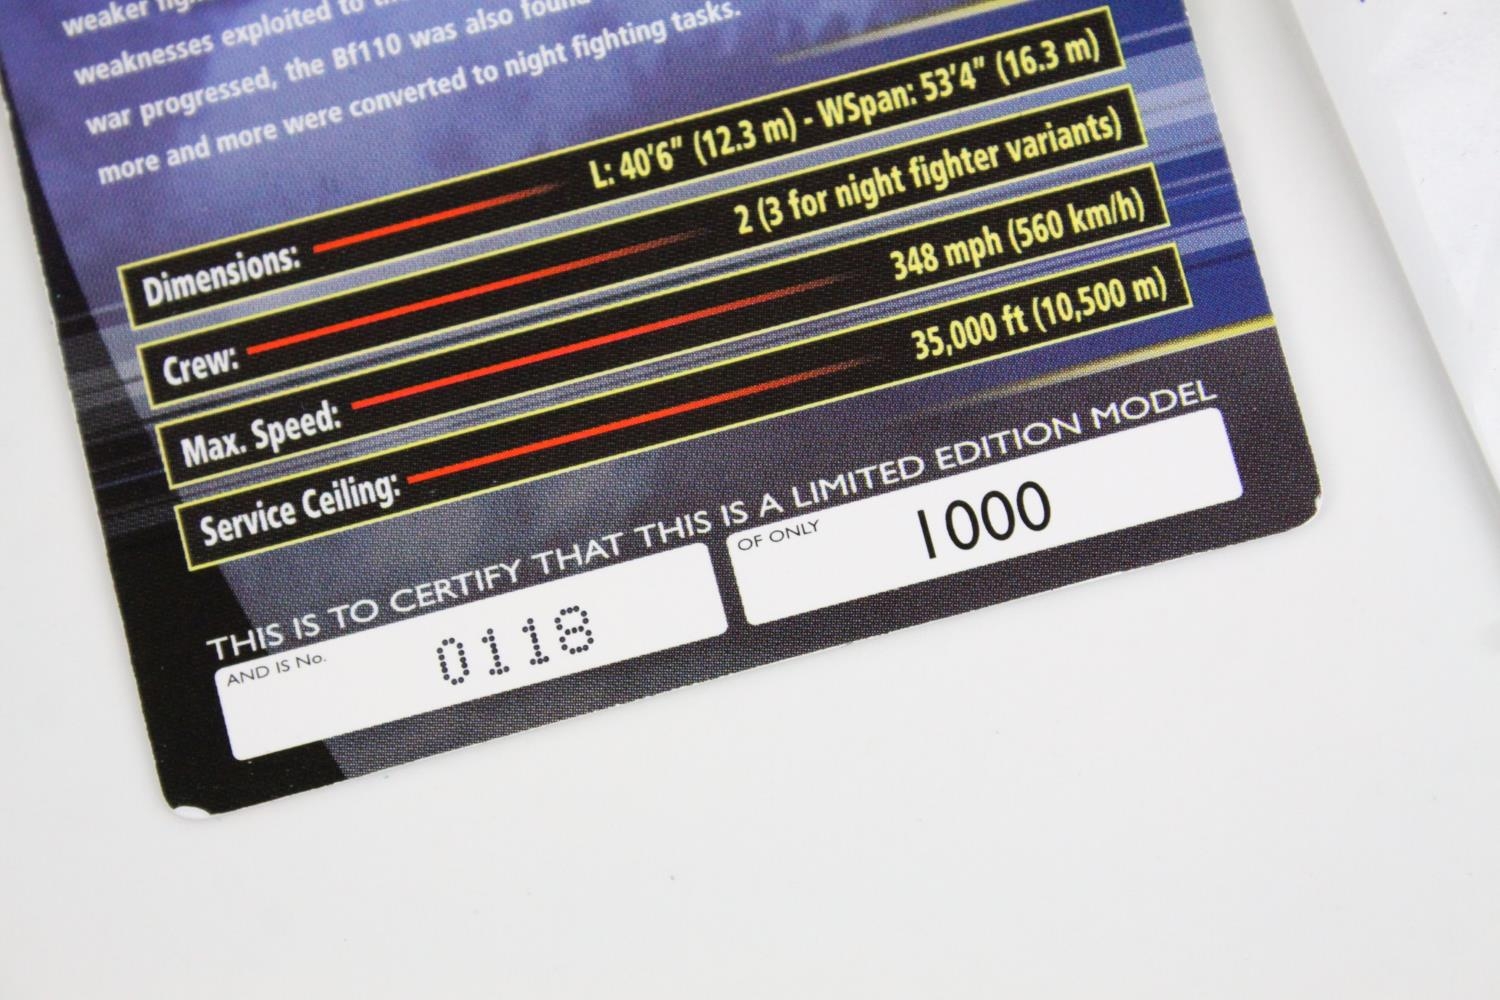 weaker
weaknesses exploited to
war progressed, the Bf110 was also found
more and more were converted to night fighting tasks.
Dimensions: L: 40'6" (12.3 m) - WSpan: 53'4" (16.3 m)
Crew: 2 (3 for night fighter variants)
Max. Speed: 348 mph (560 km/h)
Service Ceiling: 35,000 ft (10,500 m)
THIS IS TO CERTIFY THAT THIS IS A LIMITED EDITION MODEL
AND IS No. 0118 OF ONLY 1000